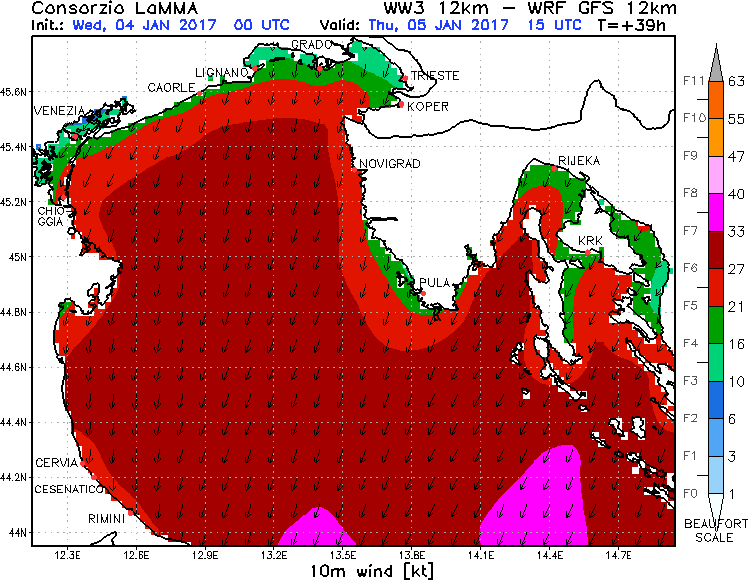 Consorzio LaMMA WW3 12km – WRF GFS 12km
Init.: Wed, 04 JAN 2017 00 UTC Valid: Thu, 05 JAN 2017 15 UTC T=+39h
GRADO
LIGNANO
TRIESTE
CAORLE
KOPER
VENEZIA
NOVIGRAD
RIJEKA
CHIO-
GGIA
KRK
PULA
CERVIA
CESENATICO
RIMINI
45.6N
45.5N
45.4N
45.2N
45N
44.8N
44.6N
44.4N
44.2N
44N
12.3E 12.6E 12.9E 13.2E 13.5E 13.8E 14.1E 14.4E 14.7E
10m wind [kt]
F11 63
F10 55
F9 47
F8 40
F7 33
F6 27
F5 21
F4 16
F3 10
F2 6
F1 3
F0 1
BEAUFORT
SCALE